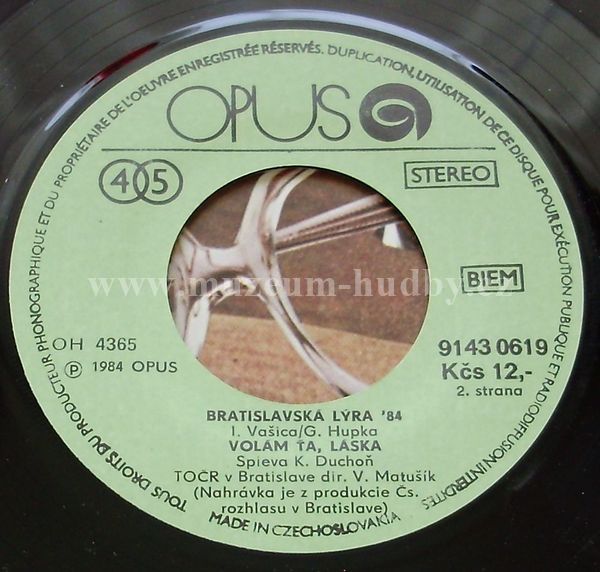 TOUS DROITS DU PRODUCTEUR PHONOGRAPHIQUE ET DU PROPRIÉTAIRE DE L'OEUVRE ENREGISTRÉE RÉSERVÉS. DUPLICATION, UTILISATION DE CE DISQUE POUR EXÉCUTION PUBLIQUE ET RADIODIFFUSION INTERDITES
OPUS
45
STEREO
www.muzeum-hudby.cz
BIEM
OH 4365
℗ 1984 OPUS
9143 0619
Kčs 12,-
2. strana
BRATISLAVSKÁ LÝRA '84
I. Vašica/G. Hupka
VOLÁM ŤA, LÁSKA
Spieva K. Duchoň
TOČR v Bratislave dir. V. Matušík
(Nahrávka je z produkcie Čs.
rozhlasu v Bratislave)
MADE IN CZECHOSLOVAKIA